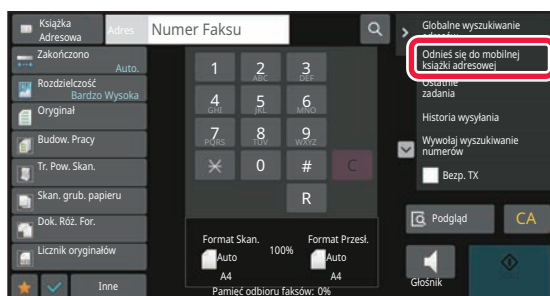 Książka
Adresowa
Adres
Numer Faksu
Zakończono
Auto.
Rozdzielczość
Bardzo Wysoka
Oryginał
Budow. Pracy
Tr. Pow. Skan.
Skan. grub. papieru
Dok. Róż. For.
Licznik oryginałów
Inne
1
2
ABC
3
DEF
4
GHI
5
JKL
6
MNO
7
PQRS
8
TUV
9
WXYZ
0
#
C
R
Format Skan.
100%
Format Przesł.
Auto
Auto
A4
A4
Pamięć odbioru faksów: 0%
Globalne wyszukiwanie
adresów
Odnieś się do mobilnej
książki adresowej
Ostatnie
zadania
Historia wysyłania
Wywołaj wyszukiwanie
numerów
Bezp. TX
Podgląd
CA
Głośnik